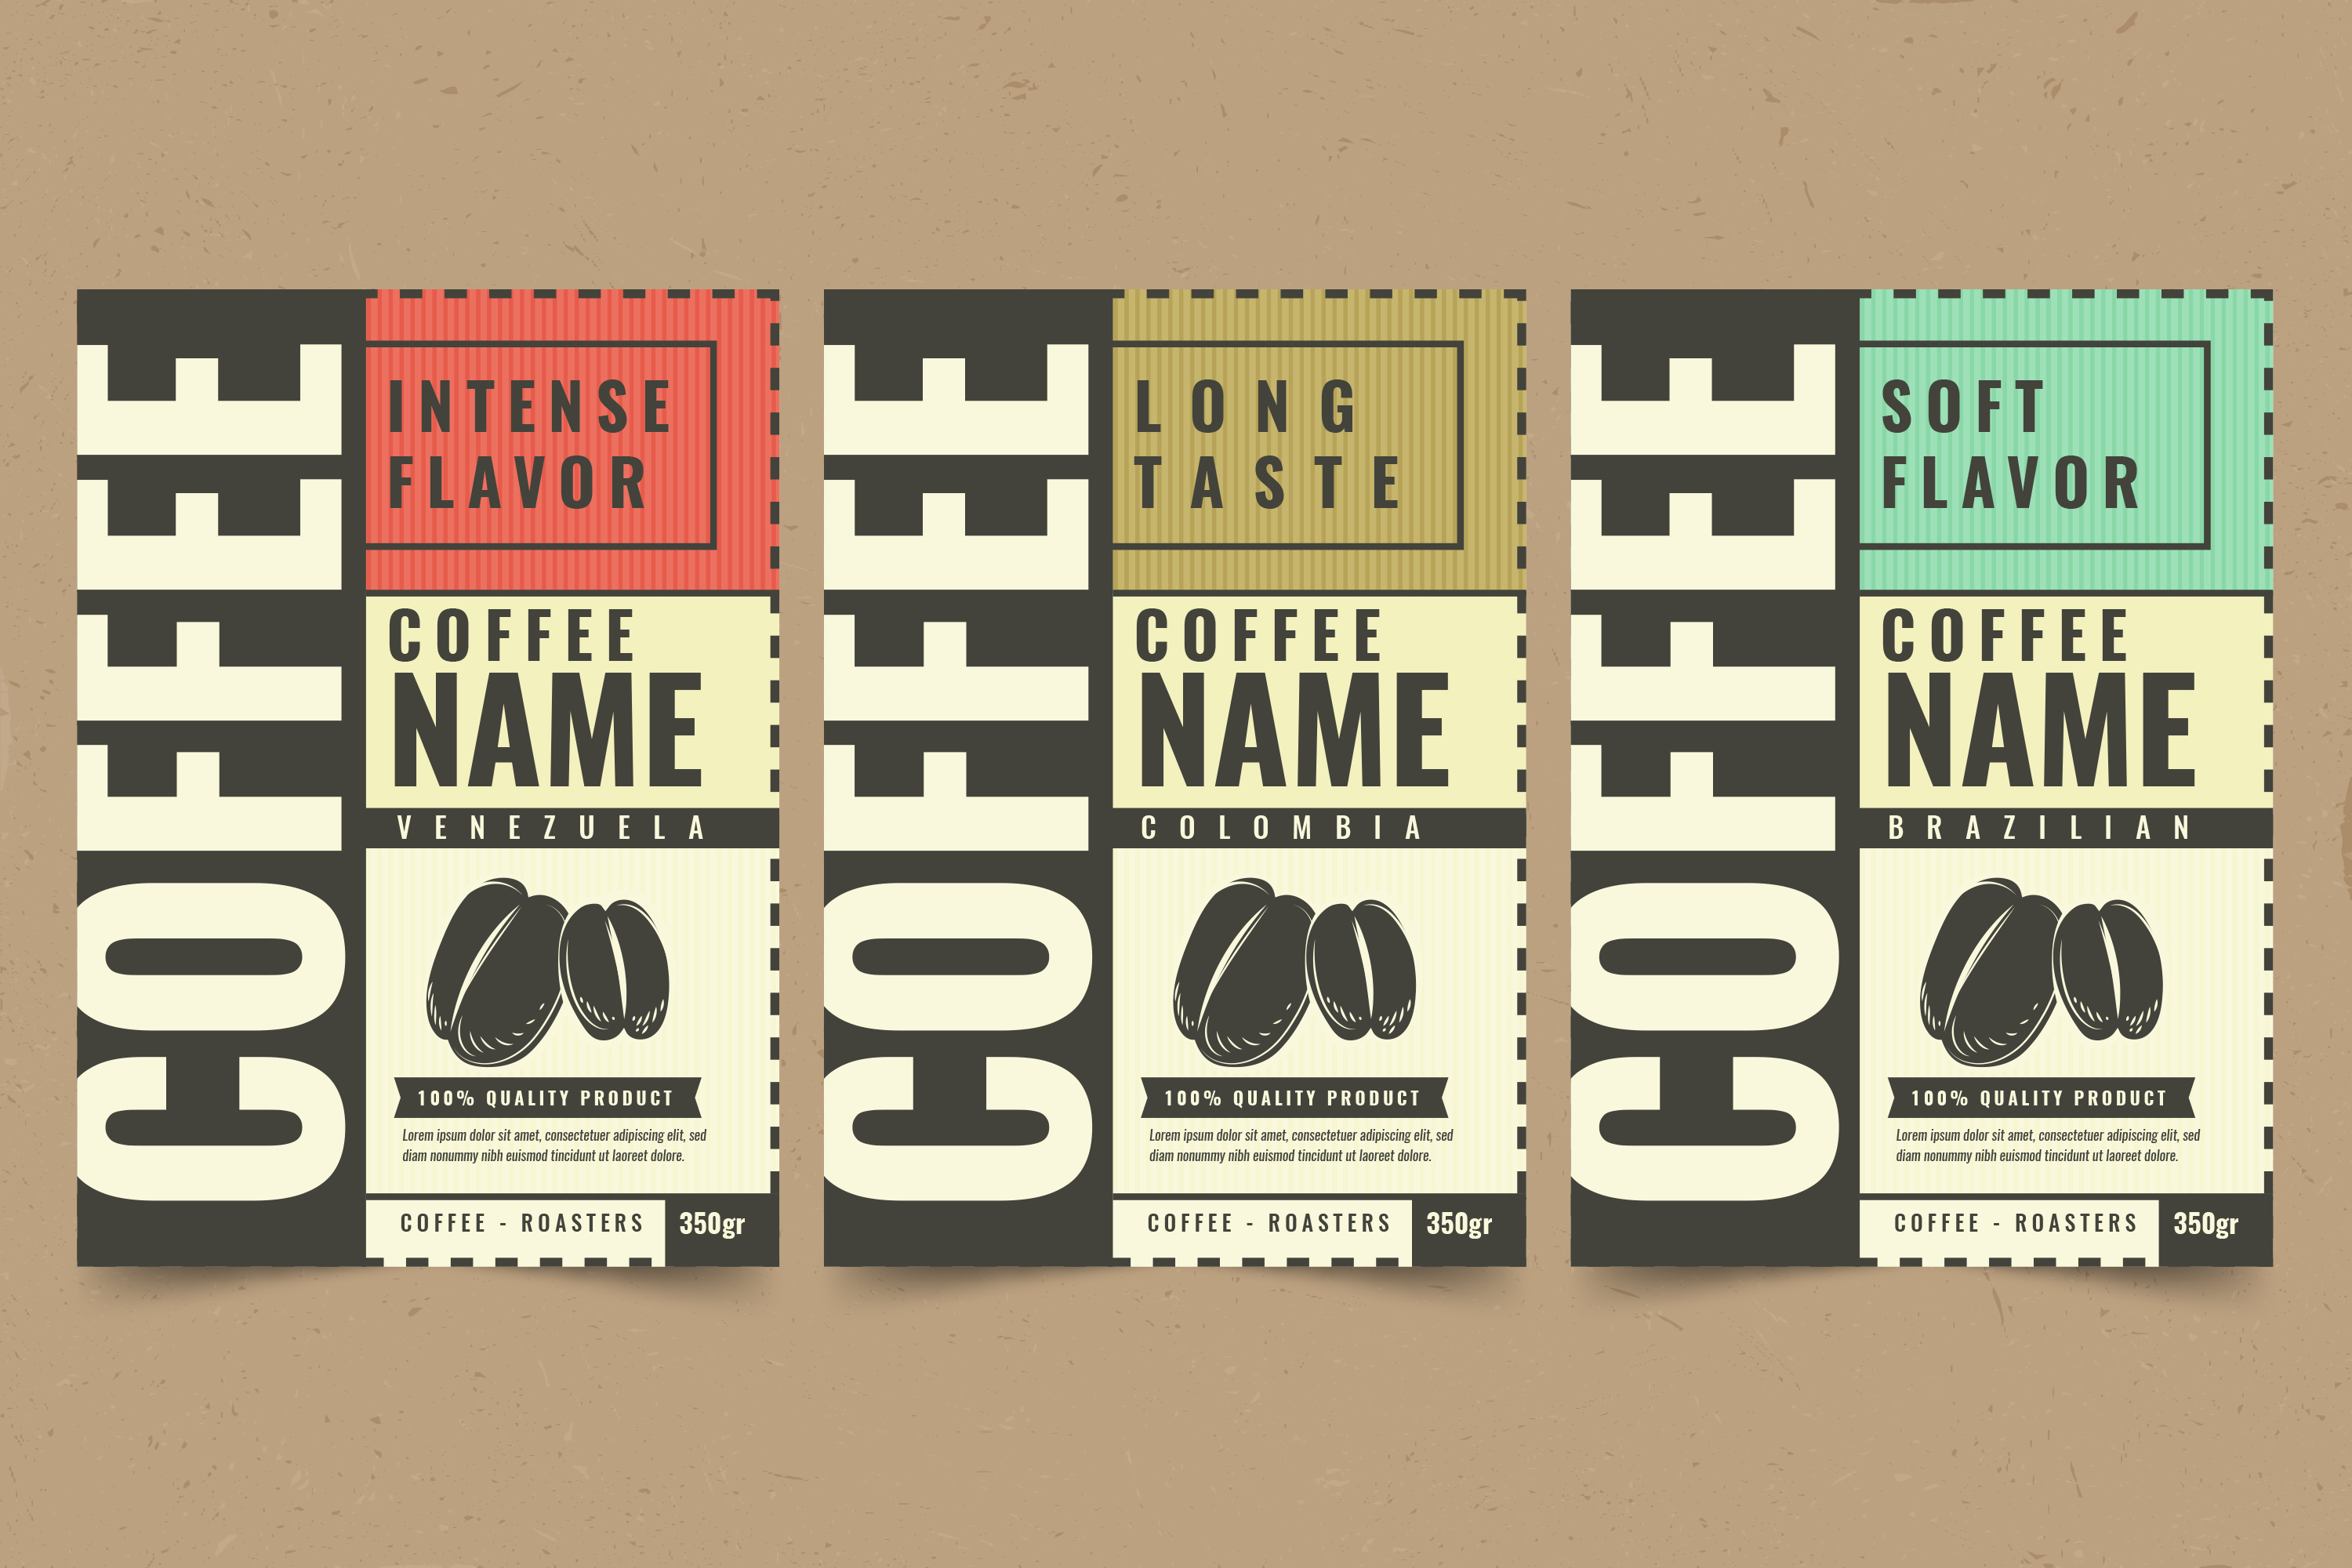 COFFEE
INTENSE
FLAVOR
COFFEE
NAME
VENEZUELA
100% QUALITY PRODUCT
Lorem ipsum dolor sit amet, consectetuer adipiscing elit, sed
diam nonummy nibh euismod tincidunt ut laoreet dolore.
COFFEE - ROASTERS
350gr
COFFEE
LONG
TASTE
COFFEE
NAME
COLOMBIA
100% QUALITY PRODUCT
Lorem ipsum dolor sit amet, consectetuer adipiscing elit, sed
diam nonummy nibh euismod tincidunt ut laoreet dolore.
COFFEE - ROASTERS
350gr
COFFEE
SOFT
FLAVOR
COFFEE
NAME
BRAZILIAN
100% QUALITY PRODUCT
Lorem ipsum dolor sit amet, consectetuer adipiscing elit, sed
diam nonummy nibh euismod tincidunt ut laoreet dolore.
COFFEE - ROASTERS
350gr